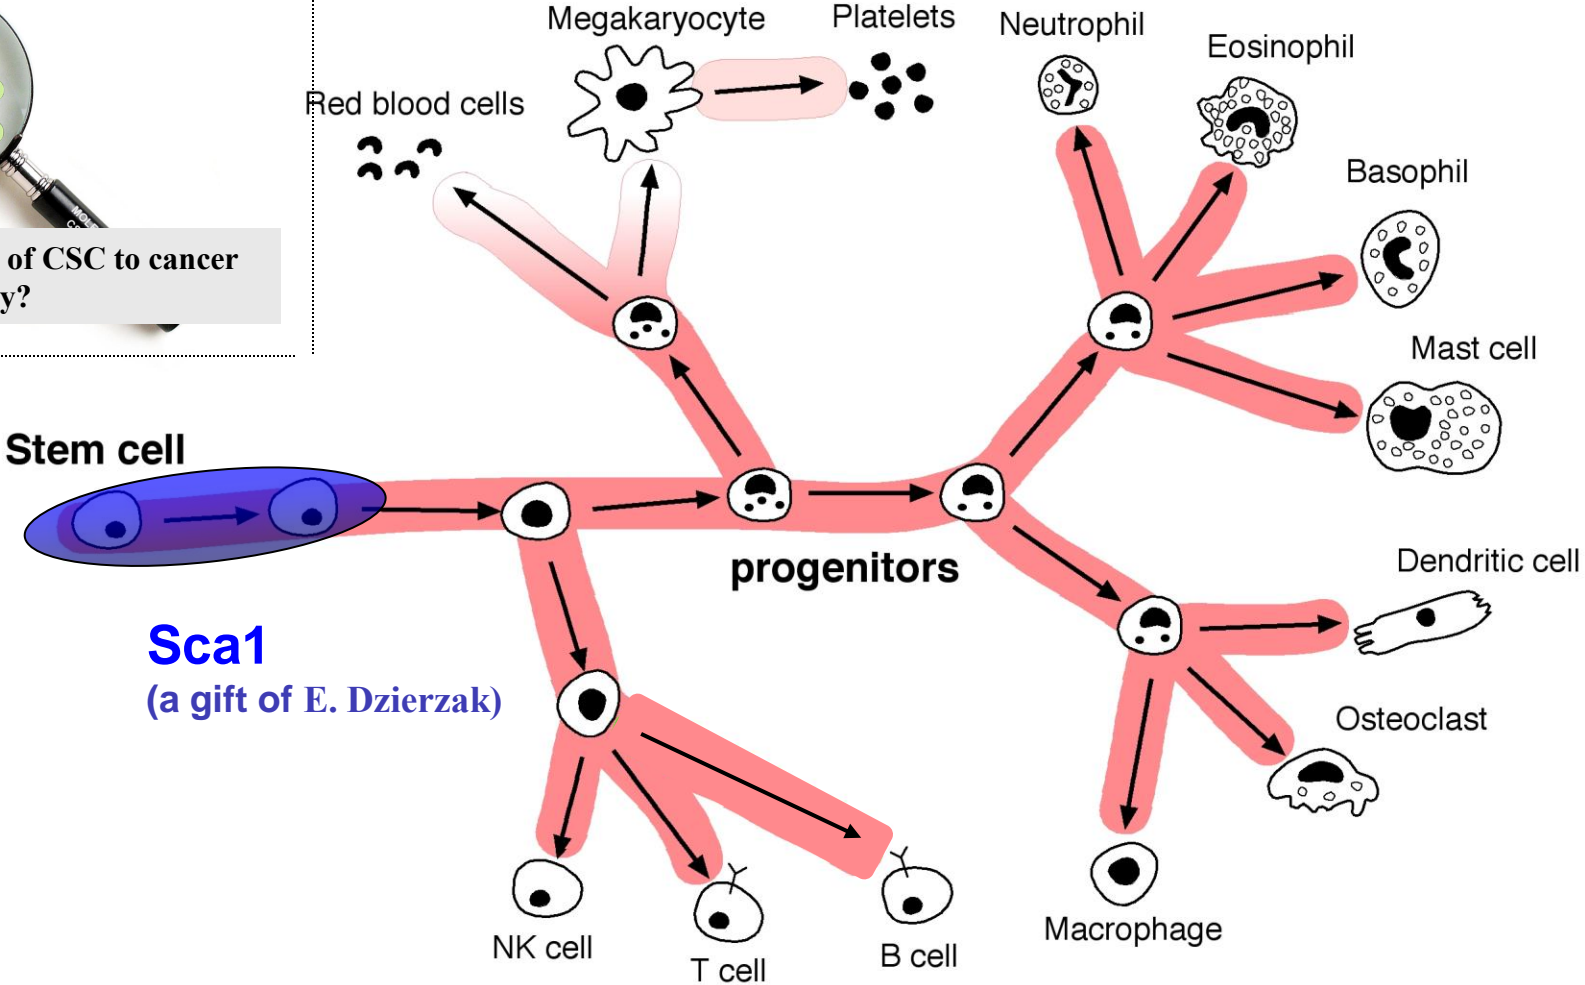 Megakaryocyte
Platelets
Neutrophil
Eosinophil
Red blood cells
Basophil
of CSC to cancer
y?
Mast cell
Stem cell
progenitors
Dendritic cell
Sca1
(a gift of E. Dzierzak)
Osteoclast
NK cell
T cell
B cell
Macrophage